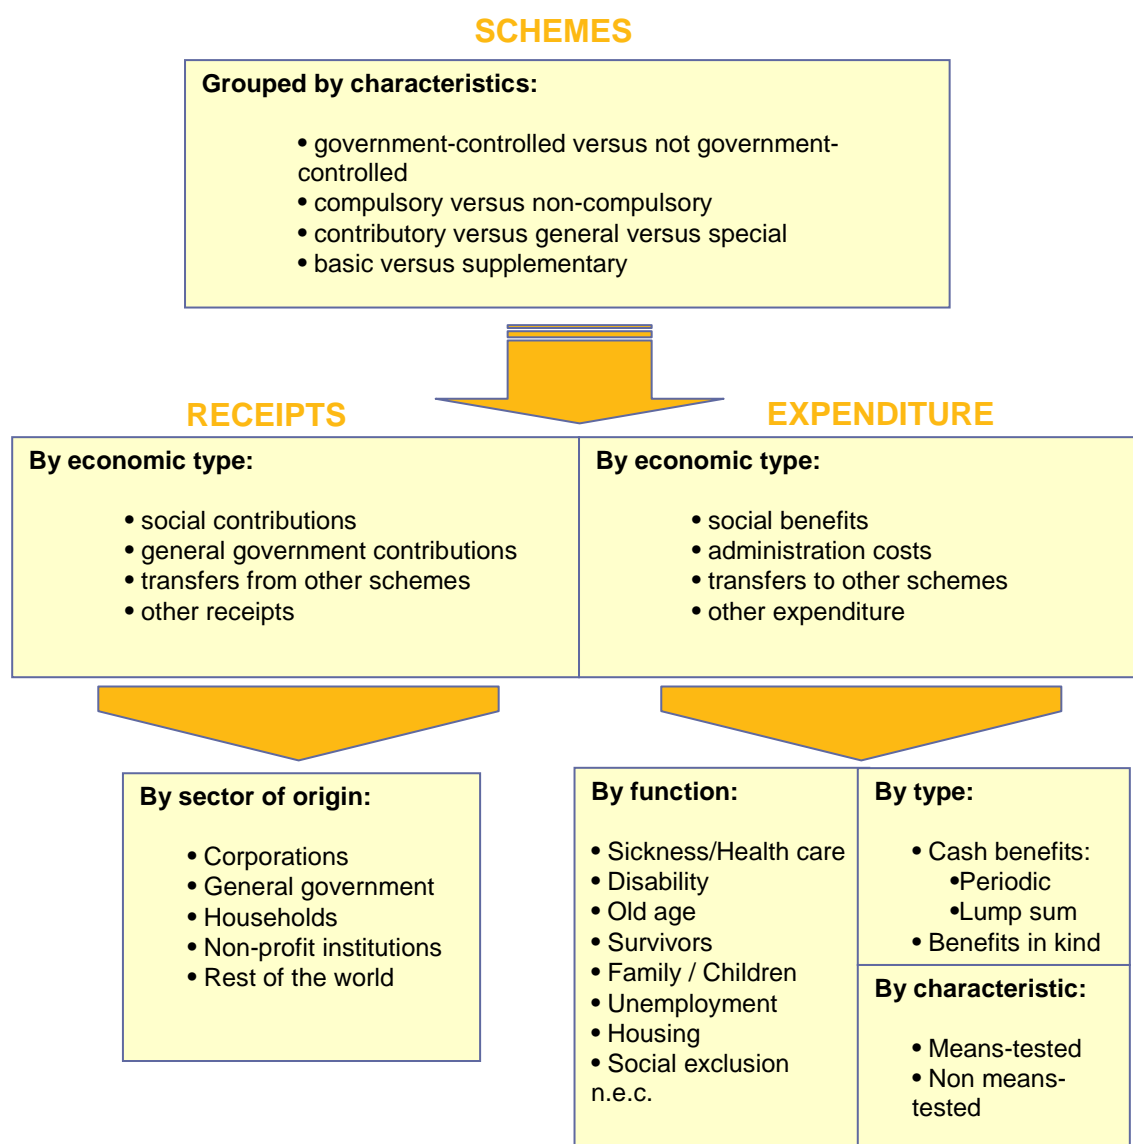 SCHEMES
Grouped by characteristics:
• government-controlled versus not government-
controlled
• compulsory versus non-compulsory
• contributory versus general versus special
• basic versus supplementary
RECEIPTS
By economic type:
• social contributions
• general government contributions
• transfers from other schemes
• other receipts
EXPENDITURE
By economic type:
• social benefits
• administration costs
• transfers to other schemes
• other expenditure
By sector of origin:
• Corporations
• General government
• Households
• Non-profit institutions
• Rest of the world
By function:
• Sickness/Health care
• Disability
• Old age
• Survivors
• Family / Children
• Unemployment
• Housing
• Social exclusion
n.e.c.
By type:
• Cash benefits:
•Periodic
•Lump sum
• Benefits in kind
By characteristic:
• Means-tested
• Non means-
tested